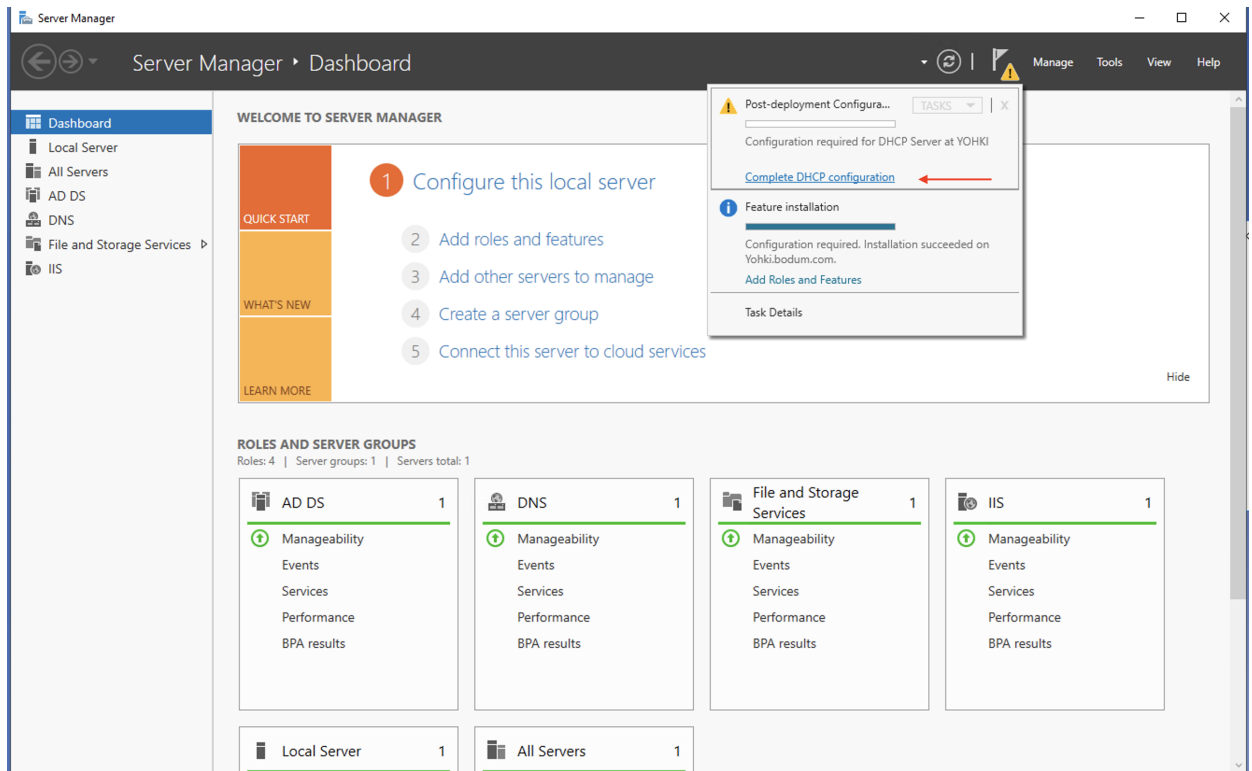 Server Manager
Server Manager ‣ Dashboard
Manage Tools View Help
Dashboard
Local Server
All Servers
AD DS
DNS
File and Storage Services
IIS
WELCOME TO SERVER MANAGER
QUICK START
WHAT'S NEW
LEARN MORE
1 Configure this local server
2 Add roles and features
3 Add other servers to manage
4 Create a server group
5 Connect this server to cloud services
Hide
Post-deployment Configura... TASKS X
Configuration required for DHCP Server at YOHKI
Complete DHCP configuration
Feature installation
Configuration required. Installation succeeded on
Yohki.bodum.com.
Add Roles and Features
Task Details
ROLES AND SERVER GROUPS
Roles: 4 | Server groups: 1 | Servers total: 1
AD DS 1
Manageability
Events
Services
Performance
BPA results
DNS 1
Manageability
Events
Services
Performance
BPA results
File and Storage
Services 1
Manageability
Events
Services
Performance
BPA results
IIS 1
Manageability
Events
Services
Performance
BPA results
Local Server 1
All Servers 1